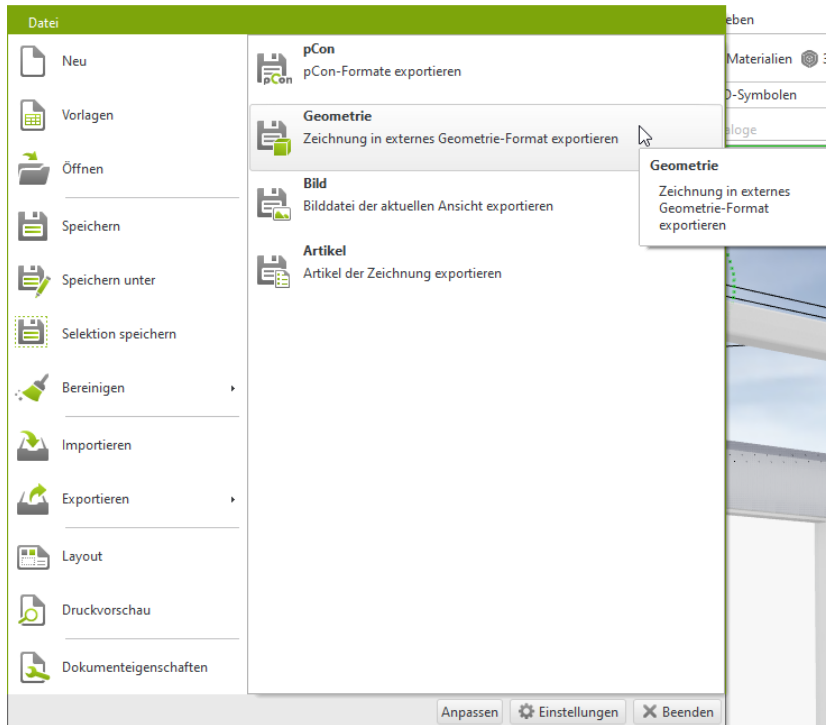 Datei
Neu
Vorlagen
Öffnen
Speichern
Speichern unter
Selektion speichern
Bereinigen
Importieren
Exportieren
Layout
Druckvorschau
Dokumenteigenschaften
pCon
pCon
pCon-Formate exportieren
Geometrie
Zeichnung in externes Geometrie-Format exportieren
Bild
Bilddatei der aktuellen Ansicht exportieren
Artikel
Artikel der Zeichnung exportieren
eben
Materialien
D-Symbolen
aloge
Geometrie
Zeichnung in externes
Geometrie-Format
exportieren
Anpassen
Einstellungen
Beenden